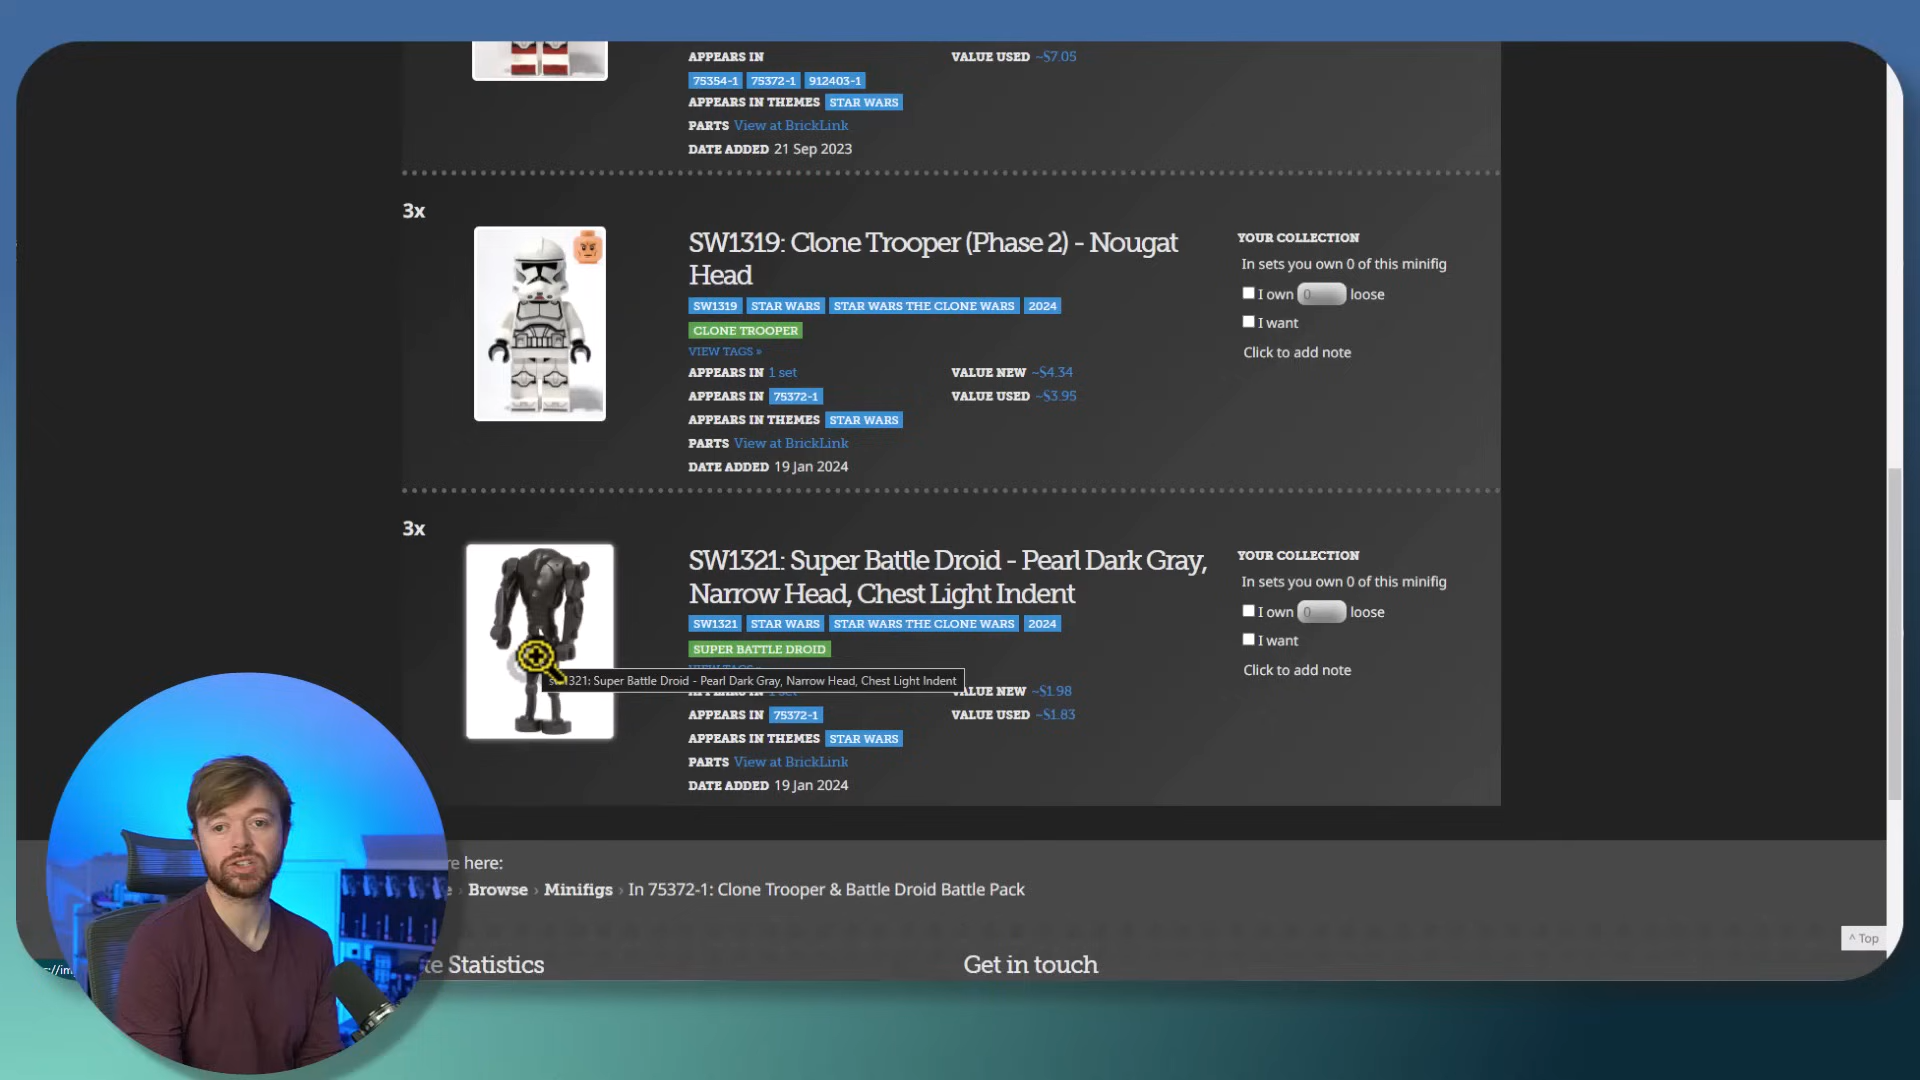 APPEARS IN
VALUE USED ~$7.05
75354-1 75372-1 912403-1
APPEARS IN THEMES STAR WARS
PARTS View at BrickLink
DATE ADDED 21 Sep 2023
3x
SW1319: Clone Trooper (Phase 2) - Nougat
Head
SW1319 STAR WARS STAR WARS THE CLONE WARS 2024
CLONE TROOPER
VIEW TAGS »
APPEARS IN 1 set
VALUE NEW ~$4.34
APPEARS IN 75372-1
VALUE USED ~$3.95
APPEARS IN THEMES STAR WARS
PARTS View at BrickLink
DATE ADDED 19 Jan 2024
YOUR COLLECTION
In sets you own 0 of this minifig
I own 0 loose
I want
Click to add note
3x
SW1321: Super Battle Droid - Pearl Dark Gray,
Narrow Head, Chest Light Indent
SW1321 STAR WARS STAR WARS THE CLONE WARS 2024
SUPER BATTLE DROID
321: Super Battle Droid - Pearl Dark Gray, Narrow Head, Chest Light Indent
VALUE NEW ~$1.98
APPEARS IN 75372-1
VALUE USED ~$1.83
APPEARS IN THEMES STAR WARS
PARTS View at BrickLink
DATE ADDED 19 Jan 2024
YOUR COLLECTION
In sets you own 0 of this minifig
I own 0 loose
I want
Click to add note
re here:
e › Browse › Minifigs › In 75372-1: Clone Trooper & Battle Droid Battle Pack
^ Top
te Statistics
Get in touch